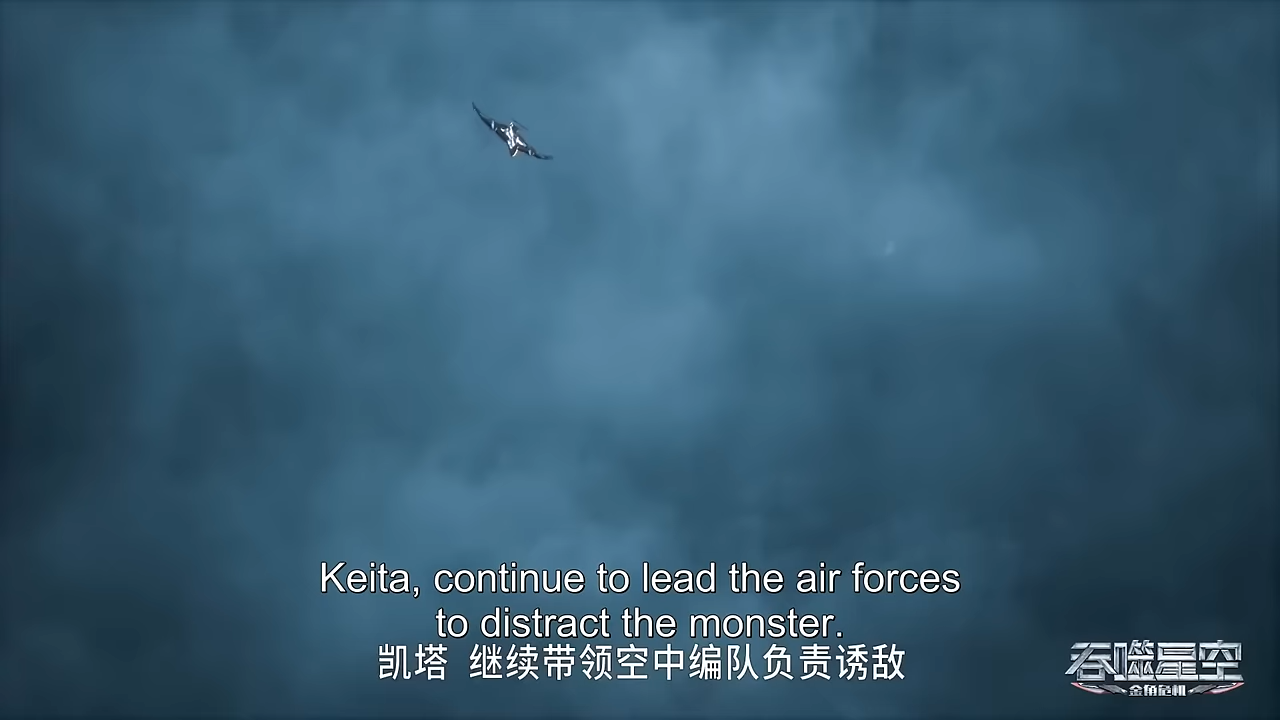 Keita, continue to lead the air forces
to distract the monster.
凯塔 继续带领空中编队负责诱敌
吞噬星空
金角危机